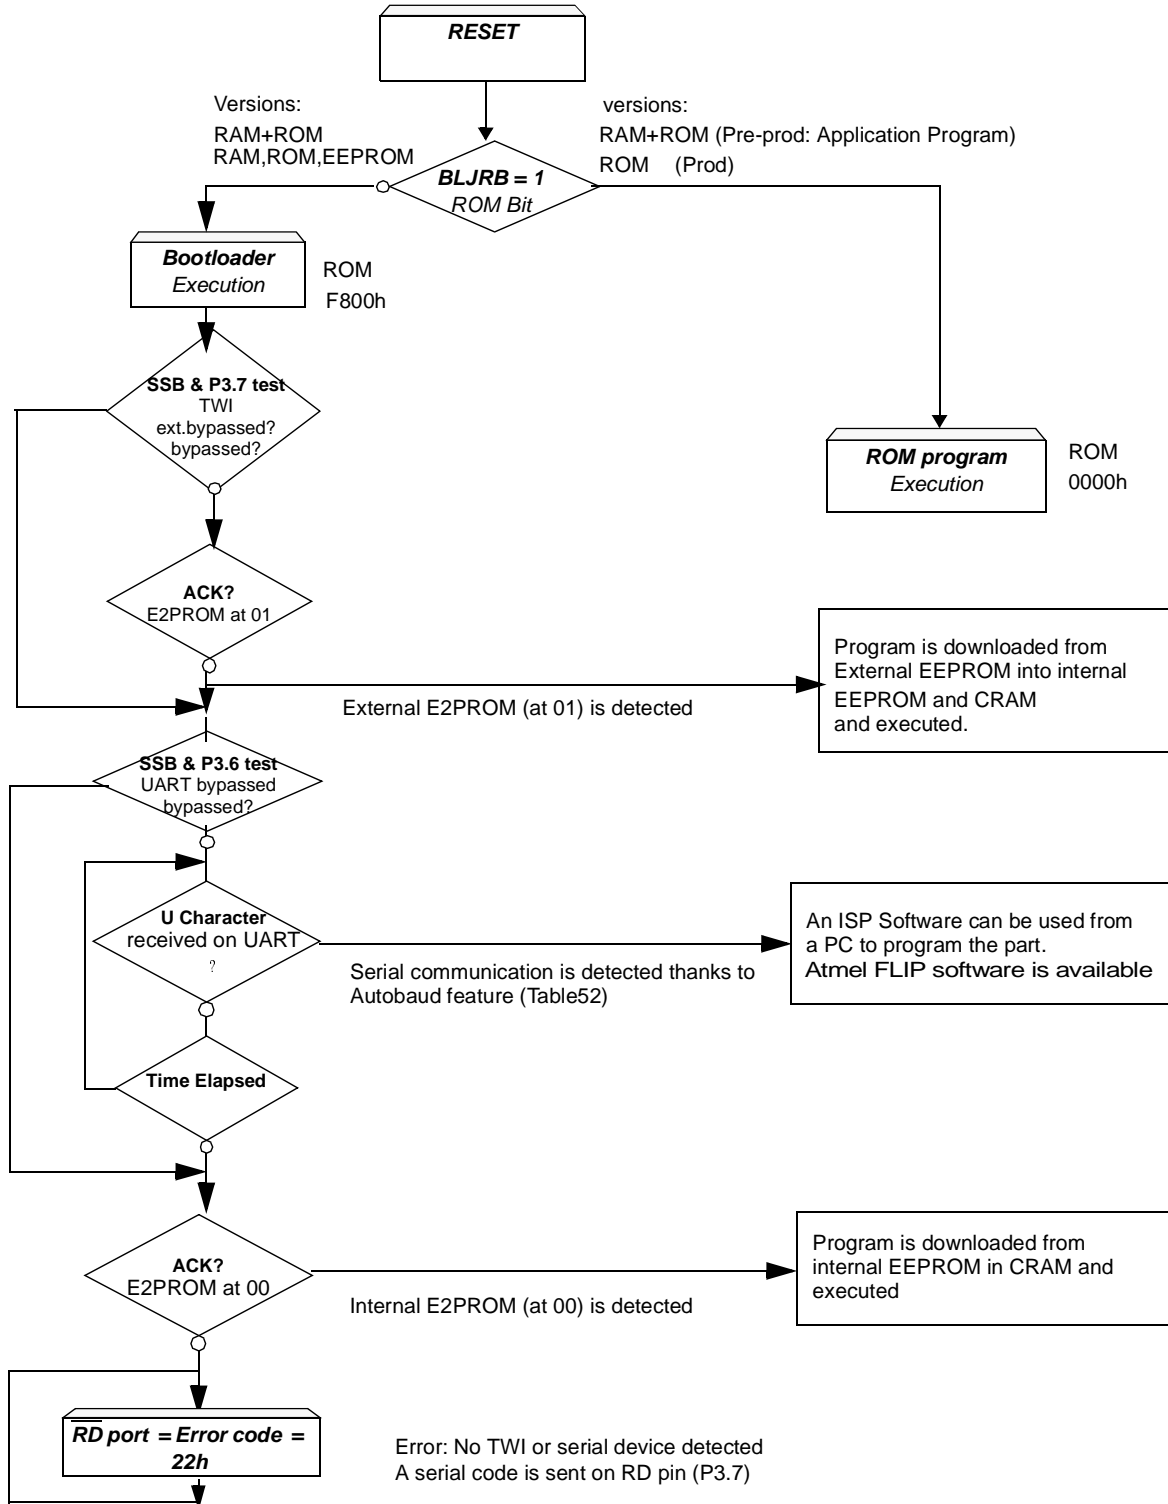 RESET
Versions:
RAM+ROM
RAM,ROM,EEPROM
versions:
RAM+ROM (Pre-prod: Application Program)
ROM (Prod)
BLJRB = 1
ROM Bit
Bootloader
Execution
ROM
F800h
SSB & P3.7 test
TWI
ext.bypassed?
bypassed?
ROM program
Execution
ROM
0000h
ACK?
E2PROM at 01
External E2PROM (at 01) is detected
Program is downloaded from
External EEPROM into internal
EEPROM and CRAM
and executed.
SSB & P3.6 test
UART bypassed
bypassed?
U Character
received on UART
?
Serial communication is detected thanks to
Autobaud feature (Table52)
An ISP Software can be used from
a PC to program the part.
Atmel FLIP software is available
Time Elapsed
ACK?
E2PROM at 00
Internal E2PROM (at 00) is detected
Program is downloaded from
internal EEPROM in CRAM and
executed
RD port = Error code =
22h
Error: No TWI or serial device detected
A serial code is sent on RD pin (P3.7)